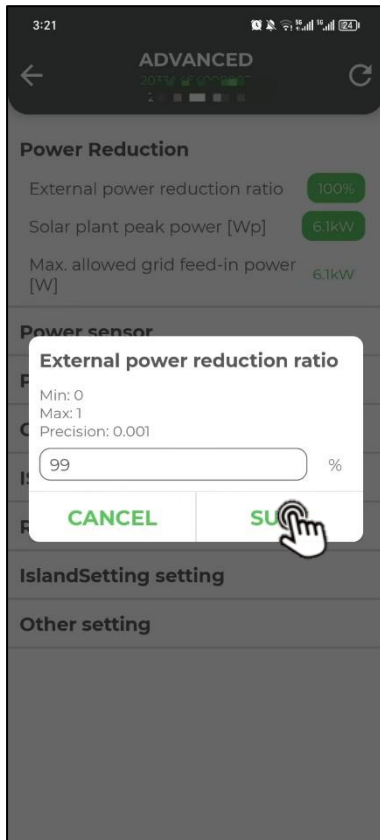 3:21
24
ADVANCED
Power Reduction
External power reduction ratio 100%
Solar plant peak power [Wp] 6.1kW
Max. allowed grid feed-in power
[W] 6.1kW
Power sensor
External power reduction ratio
Min: 0
Max: 1
Precision: 0.001
99 %
CANCEL
IslandSetting setting
Other setting